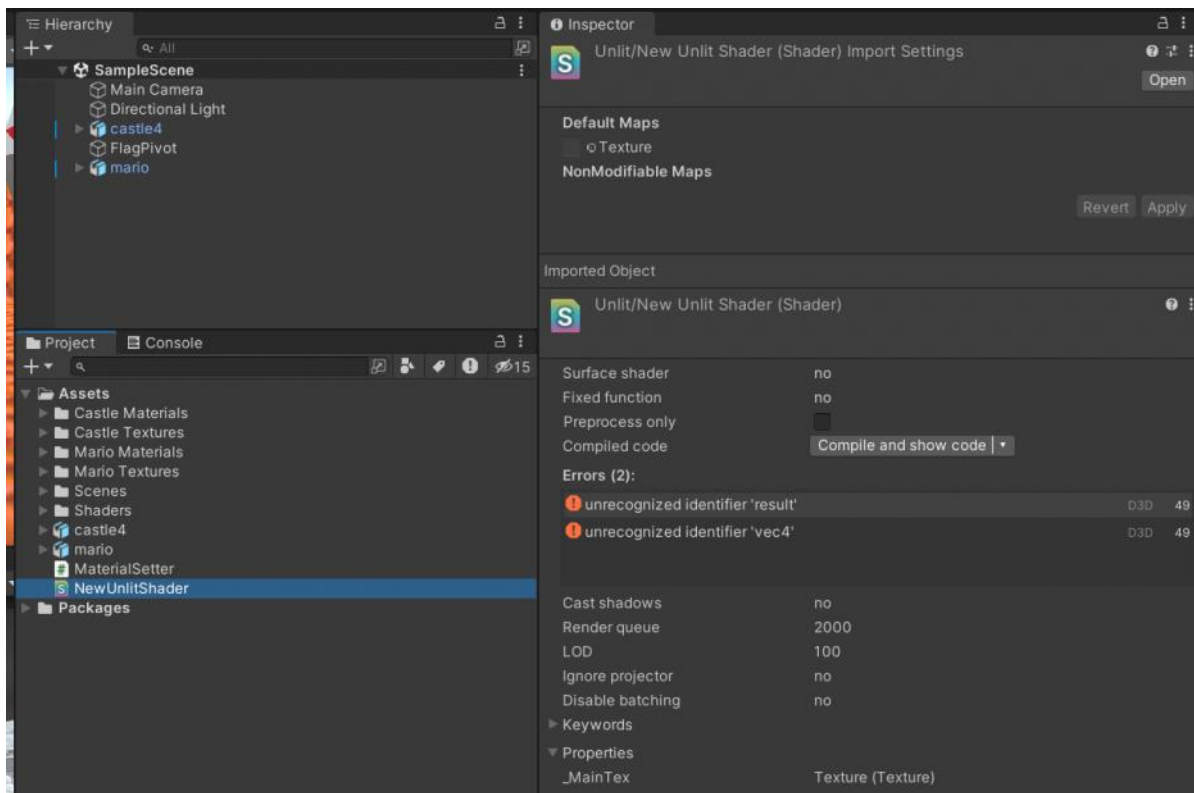 Hierarchy
All
SampleScene
Main Camera
Directional Light
castle4
FlagPivot
mario
Project Console
15
Assets
Castle Materials
Castle Textures
Mario Materials
Mario Textures
Scenes
Shaders
castle4
mario
MaterialSetter
NewUnlitShader
Packages
Inspector
Unlit/New Unlit Shader (Shader) Import Settings
Open
Default Maps
Texture
NonModifiable Maps
Revert Apply
Imported Object
Unlit/New Unlit Shader (Shader)
Surface shader no
Fixed function no
Preprocess only
Compiled code Compile and show code
Errors (2):
unrecognized identifier 'result' D3D 49
unrecognized identifier 'vec4' D3D 49
Cast shadows no
Render queue 2000
LOD 100
Ignore projector no
Disable batching no
Keywords
Properties
_MainTex Texture (Texture)